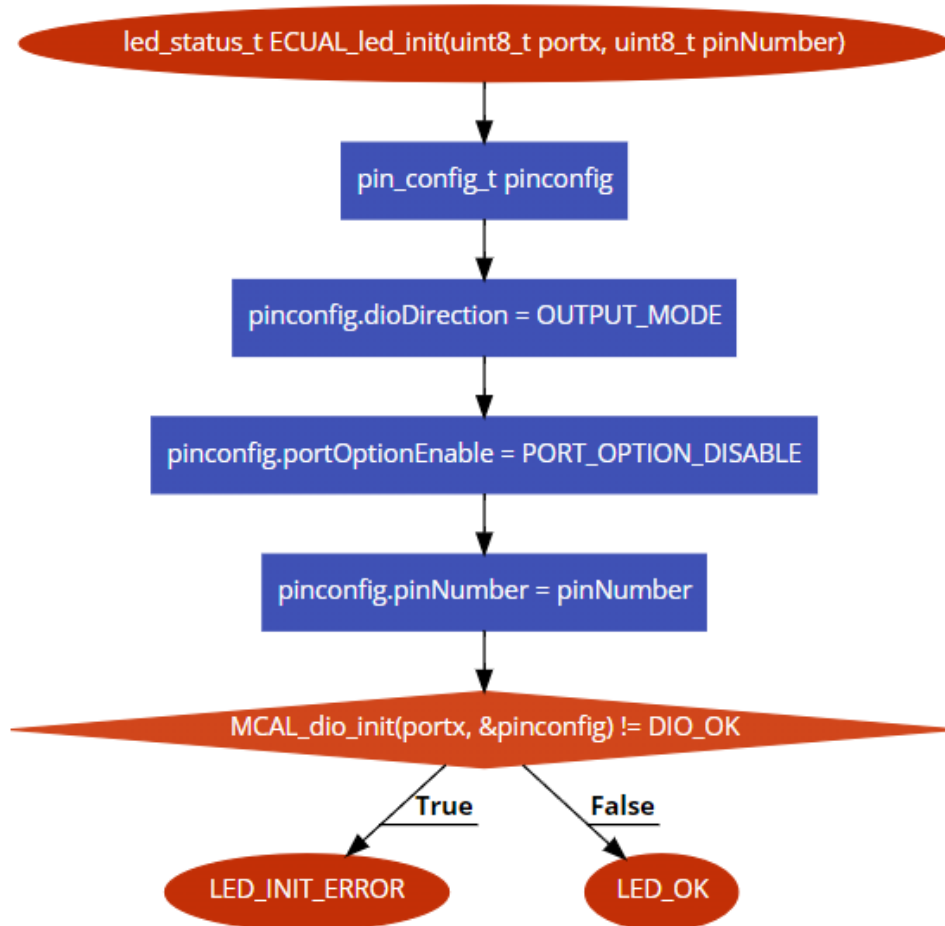 led_status_t ECUAL_led_init(uint8_t portx, uint8_t pinNumber)
pin_config_t pinconfig
pinconfig.dioDirection = OUTPUT_MODE
pinconfig.portOptionEnable = PORT_OPTION_DISABLE
pinconfig.pinNumber = pinNumber
MCAL_dio_init(portx, &pinconfig) != DIO_OK
True
False
LED_INIT_ERROR
LED_OK